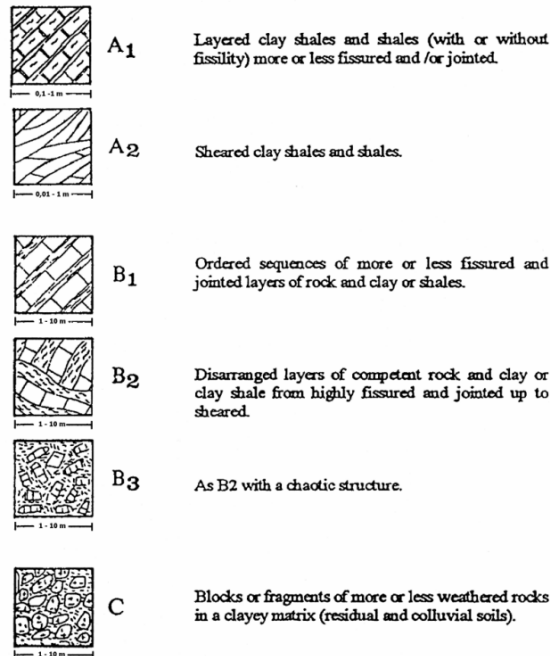 A1
Layered clay shales and shales (with or without
fissility) more or less fissured and /or jointed.
0,1 -1 m
A2
Sheared clay shales and shales.
0,01 - 1 m
B1
Ordered sequences of more or less fissured and
jointed layers of rock and clay or shales.
1 - 10 m
B2
Disarranged layers of competent rock and clay or
clay shale from highly fissured and jointed up to
sheared.
1 - 10 m
B3
As B2 with a chaotic structure.
1 - 10 m
C
Blocks or fragments of more or less weathered rocks
in a clayey matrix (residual and colluvial soils).
1 - 10 m